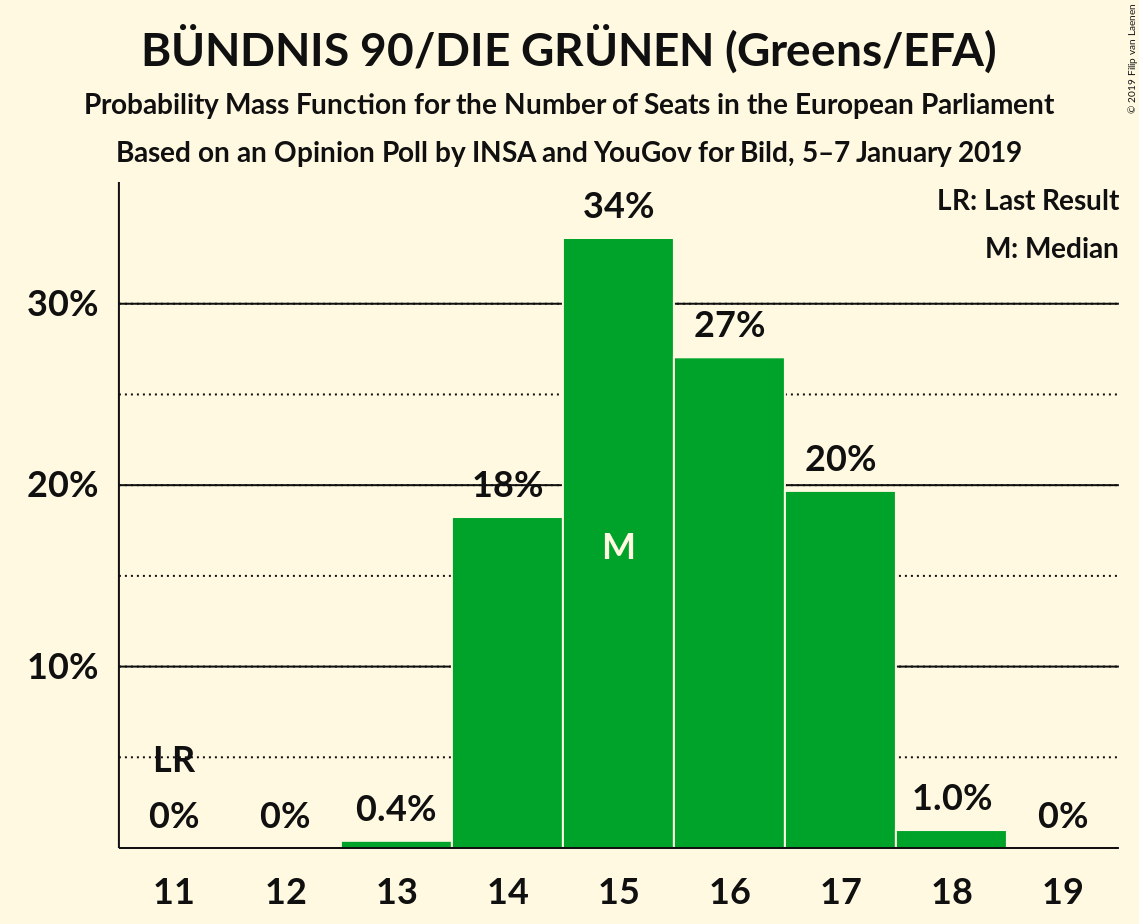 BÜNDNIS 90/DIE GRÜNEN (Greens/EFA)
Probability Mass Function for the Number of Seats in the European Parliament
Based on an Opinion Poll by INSA and YouGov for Bild, 5–7 January 2019
© 2019 Filip van Laenen
LR: Last Result
M: Median
34%
30%
27%
20%
20%
18%
M
10%
LR
0%
0%
0.4%
1.0%
0%
11 12 13 14 15 16 17 18 19